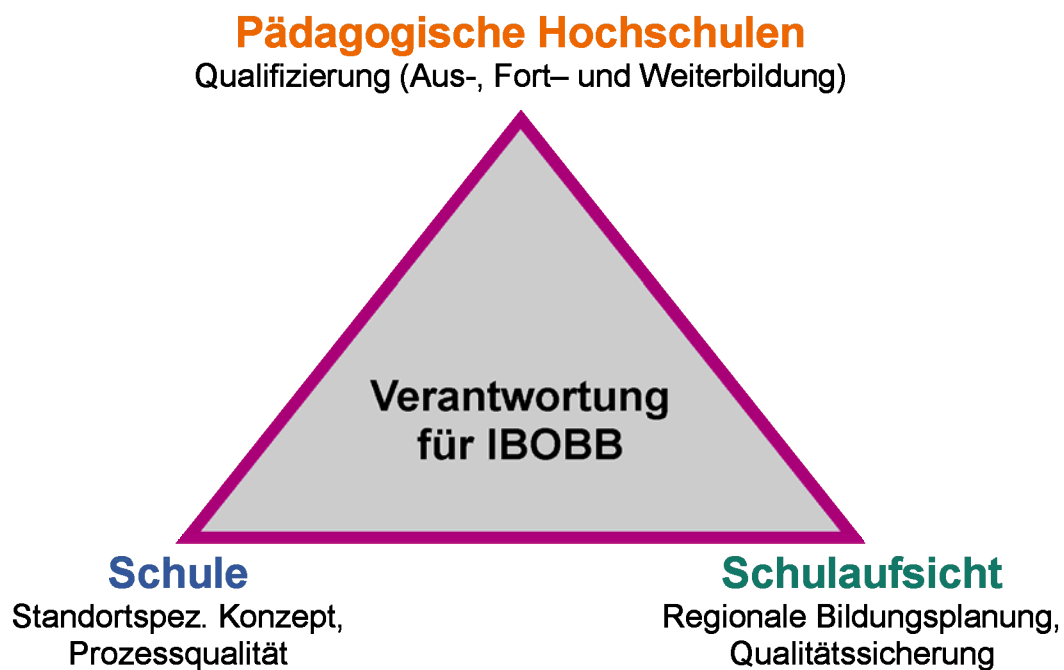 Pädagogische Hochschulen
Qualifizierung (Aus-, Fort– und Weiterbildung)
Verantwortung
für IBOBB
Schule
Standortspez. Konzept,
Prozessqualität
Schulaufsicht
Regionale Bildungsplanung,
Qualitätssicherung